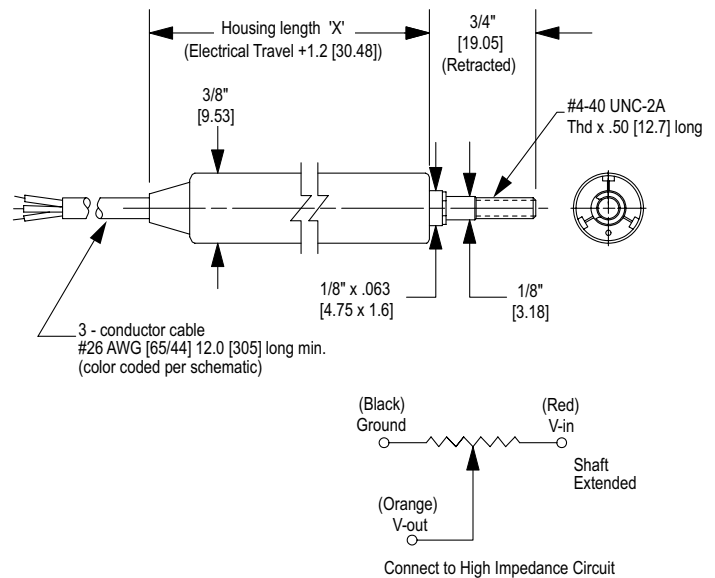 Housing length 'X'
(Electrical Travel +1.2 [30.48])
3/4"
[19.05]
(Retracted)
3/8"
[9.53]
#4-40 UNC-2A
Thd x .50 [12.7] long
1/8" x .063
[4.75 x 1.6]
1/8"
[3.18]
3 - conductor cable
#26 AWG [65/44] 12.0 [305] long min.
(color coded per schematic)
(Black)
Ground
(Red)
V-in
Shaft
Extended
(Orange)
V-out
Connect to High Impedance Circuit